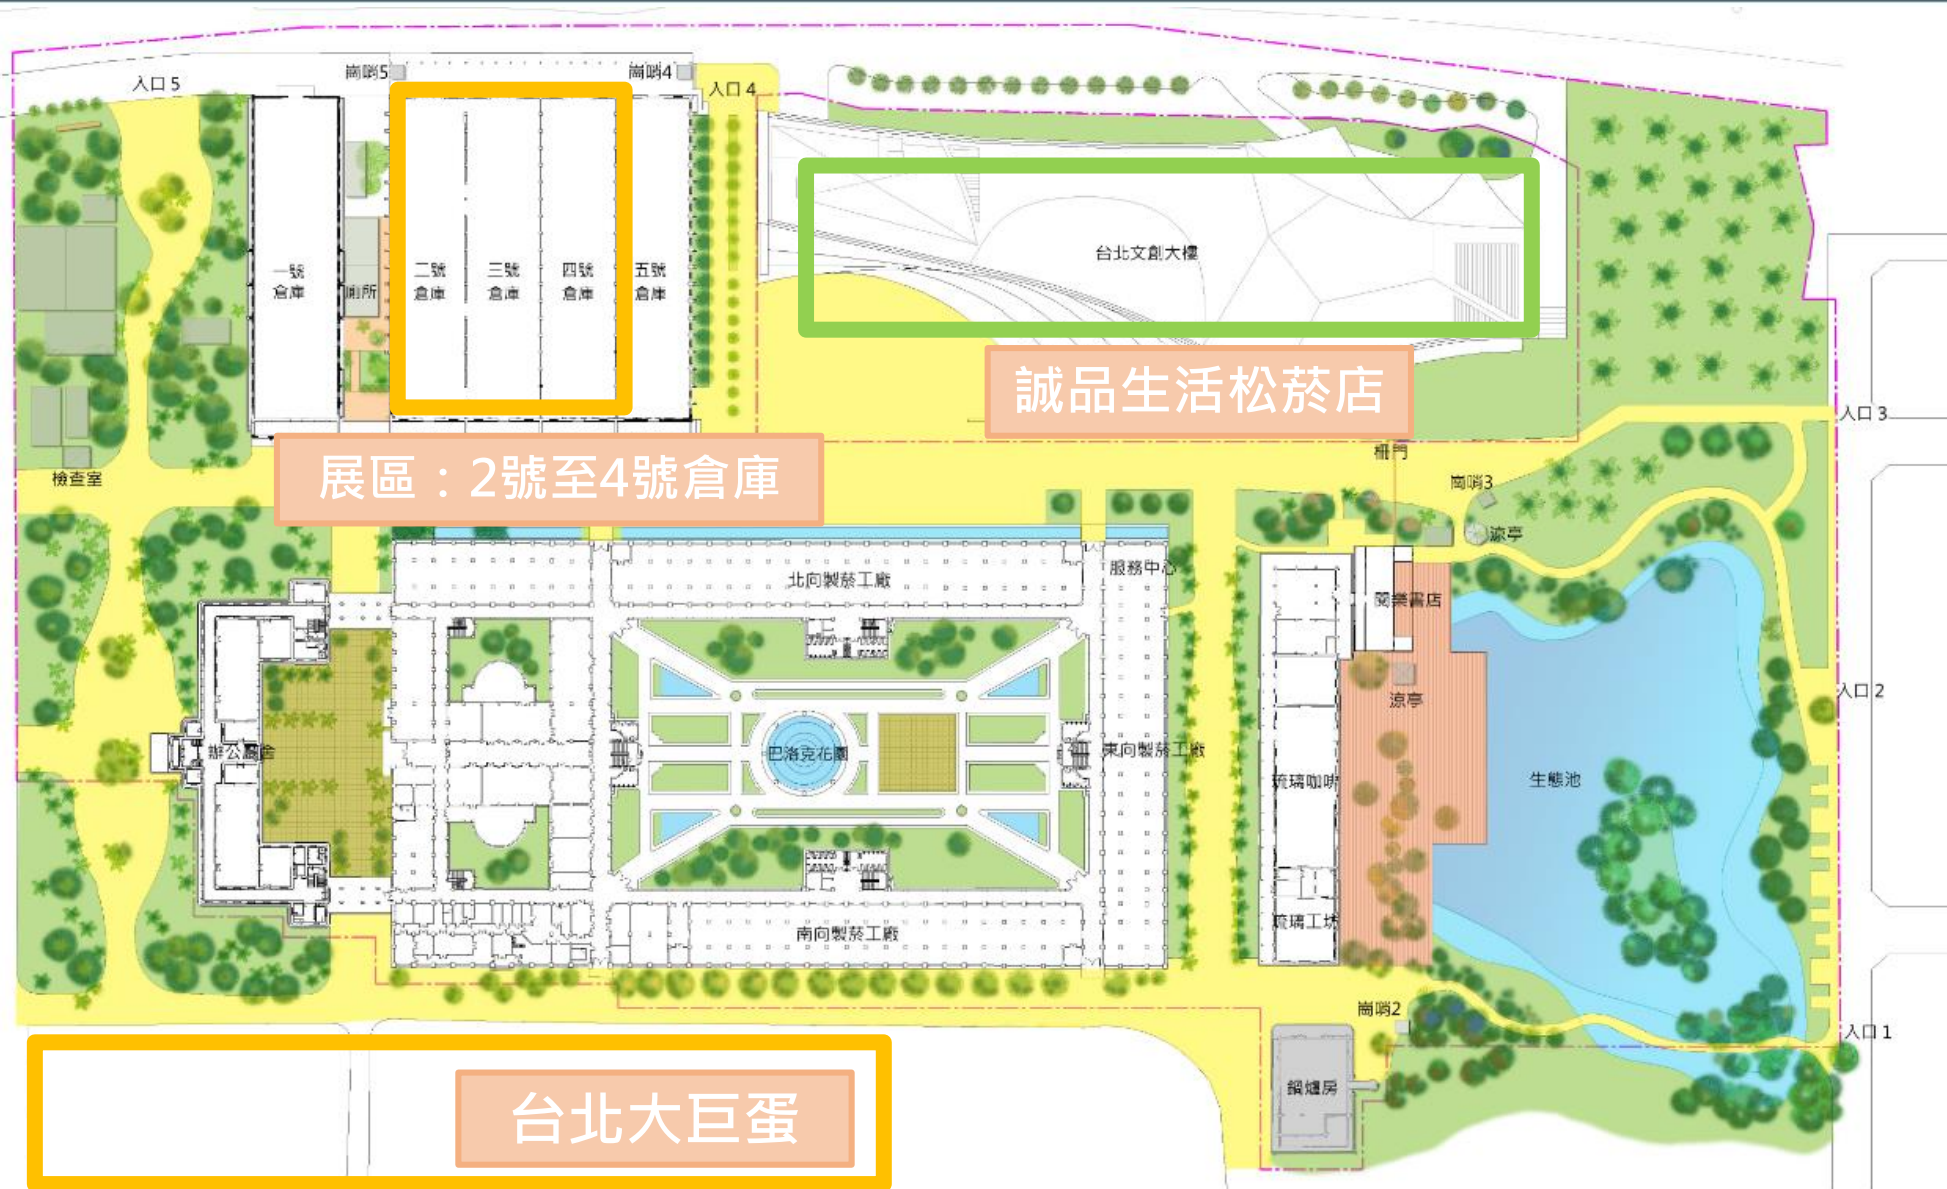 入口5
崗哨5
崗哨4
入口4
一號
倉庫
廁所
二號
倉庫
三號
倉庫
四號
倉庫
五號
倉庫
台北文創大樓
誠品生活松菸店
入口3
柵門
展區：2號至4號倉庫
檢查室
崗哨3
涼亭
北向製菸工廠
服務中心
閱樂書店
涼亭
入口2
辦公廳舍
巴洛克花園
東向製菸工廠
琉璃咖啡
生態池
南向製菸工廠
琉璃工坊
崗哨2
入口1
鍋爐房
台北大巨蛋